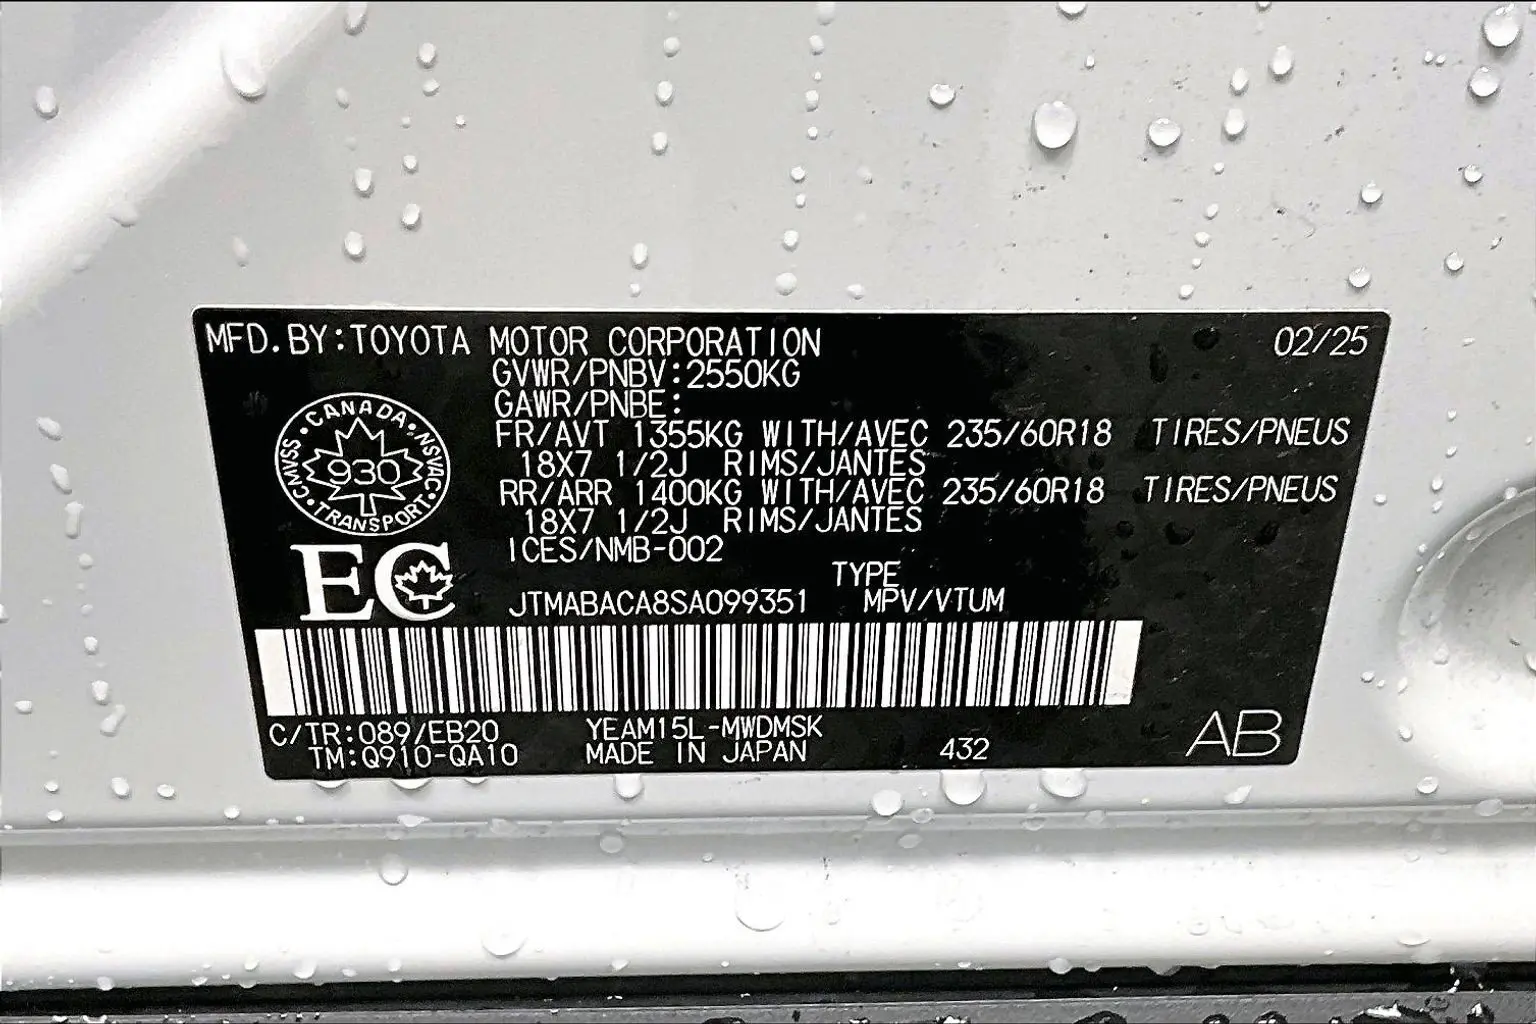 MFD.BY:TOYOTA MOTOR CORPORATION 02/25
GVWR/PNBV:2550KG
GAWR/PNBE:
FR/AVT 1355KG WITH/AVEC 235/60R18 TIRES/PNEUS
18X7 1/2J RIMS/JANTES
RR/ARR 1400KG WITH/AVEC 235/60R18 TIRES/PNEUS
18X7 1/2J RIMS/JANTES
ICES/NMB-002
CANADA
NSVAC
TRANSPORT
CMVSS
930
EC
TYPE
JTMABACA8SA099351 MPV/VTUM
C/TR:089/EB20 YEAM15L-MWDMSK
TM:Q910-QA10 MADE IN JAPAN 432 AB